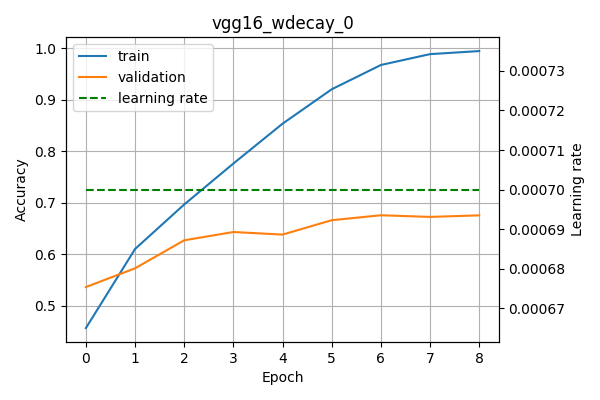 vgg16_wdecay_0
train
validation
learning rate
1.0
0.9
0.8
0.7
0.6
0.5
Accuracy
0.00073
0.00072
0.00071
0.00070
0.00069
0.00068
0.00067
Learning rate
0 1 2 3 4 5 6 7 8
Epoch